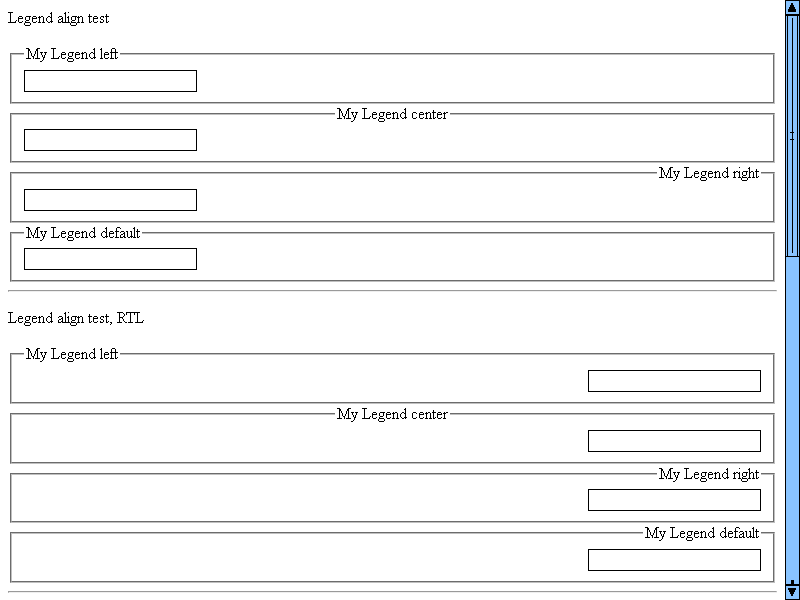 Legend align test
My Legend left
My Legend center
My Legend right
My Legend default
Legend align test, RTL
My Legend left
My Legend center
My Legend right
My Legend default